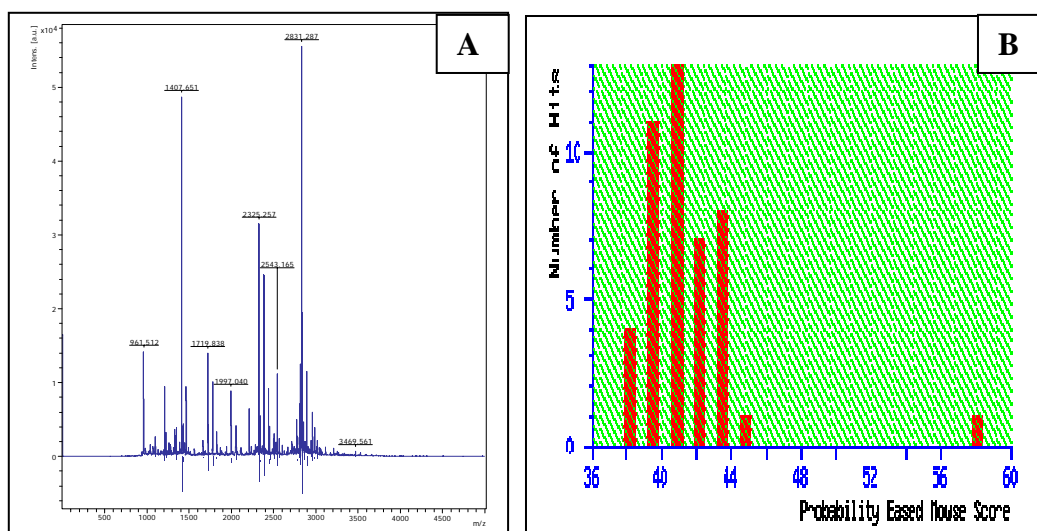 A
x10⁴
Intens. [a.u.]
2831.287
1407.651
2325.257
2543.165
961.512
1719.838
1997.040
3469.561
5
4
3
2
1
0
500 1000 1500 2000 2500 3000 3500 4000 4500
m/z
B
Number of Hits
10
5
0
36 40 44 48 52 56 60
Probability Based Mowse Score